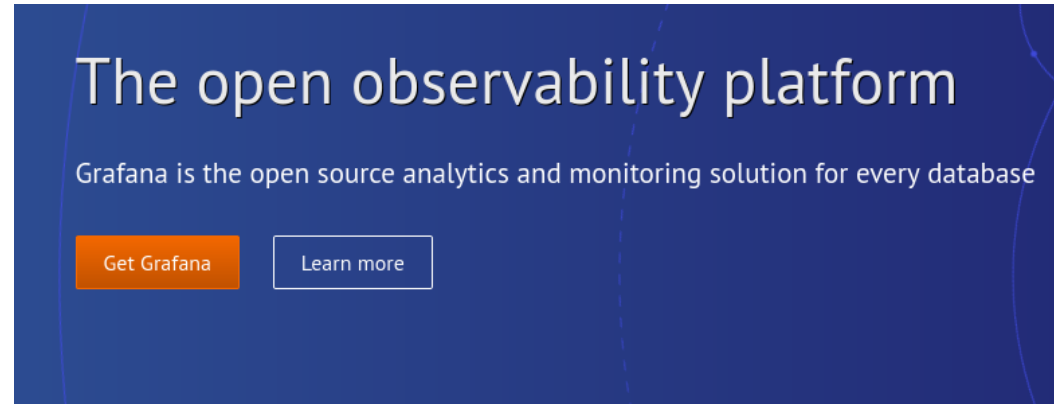 The open observability platform
Grafana is the open source analytics and monitoring solution for every database
Get Grafana
Learn more